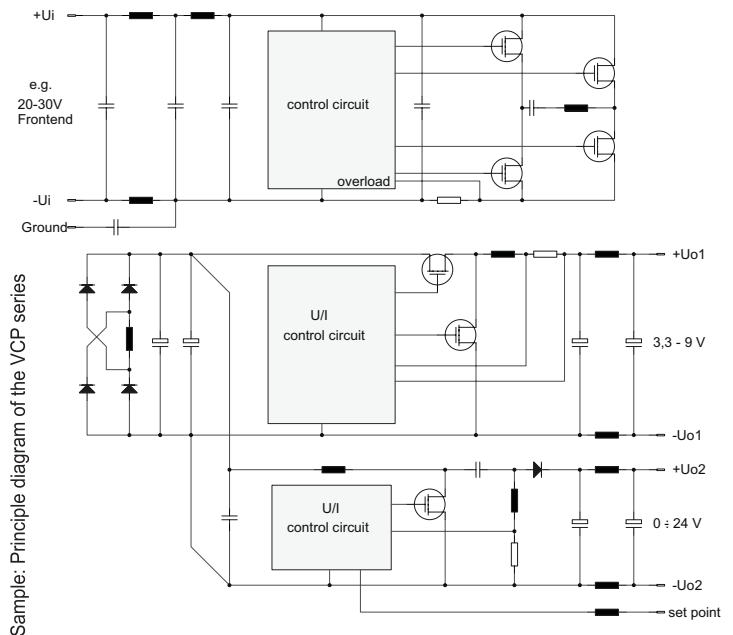 +Ui
e.g.
20-30V
Frontend
control circuit
overload
-Ui
Ground
Sample: Principle diagram of the VCP series
+Uo1
U/I
control circuit
3,3 - 9 V
-Uo1
+Uo2
U/I
control circuit
0 ÷ 24 V
-Uo2
set point